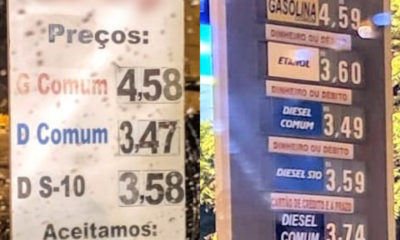 Preços:
G Comum 4,58
D Comum 3,47
D S-10 3,58
Aceitamos:
GASOLINA 4,59
DINHEIRO OU DÉBITO
ETANOL 3,60
DINHEIRO OU DÉBITO
DIESEL COMUM 3,49
DINHEIRO OU DÉBITO
DIESEL S10 3,59
CARTÃO DE CRÉDITO E À PRAZO
DIESEL COMUM 3,74